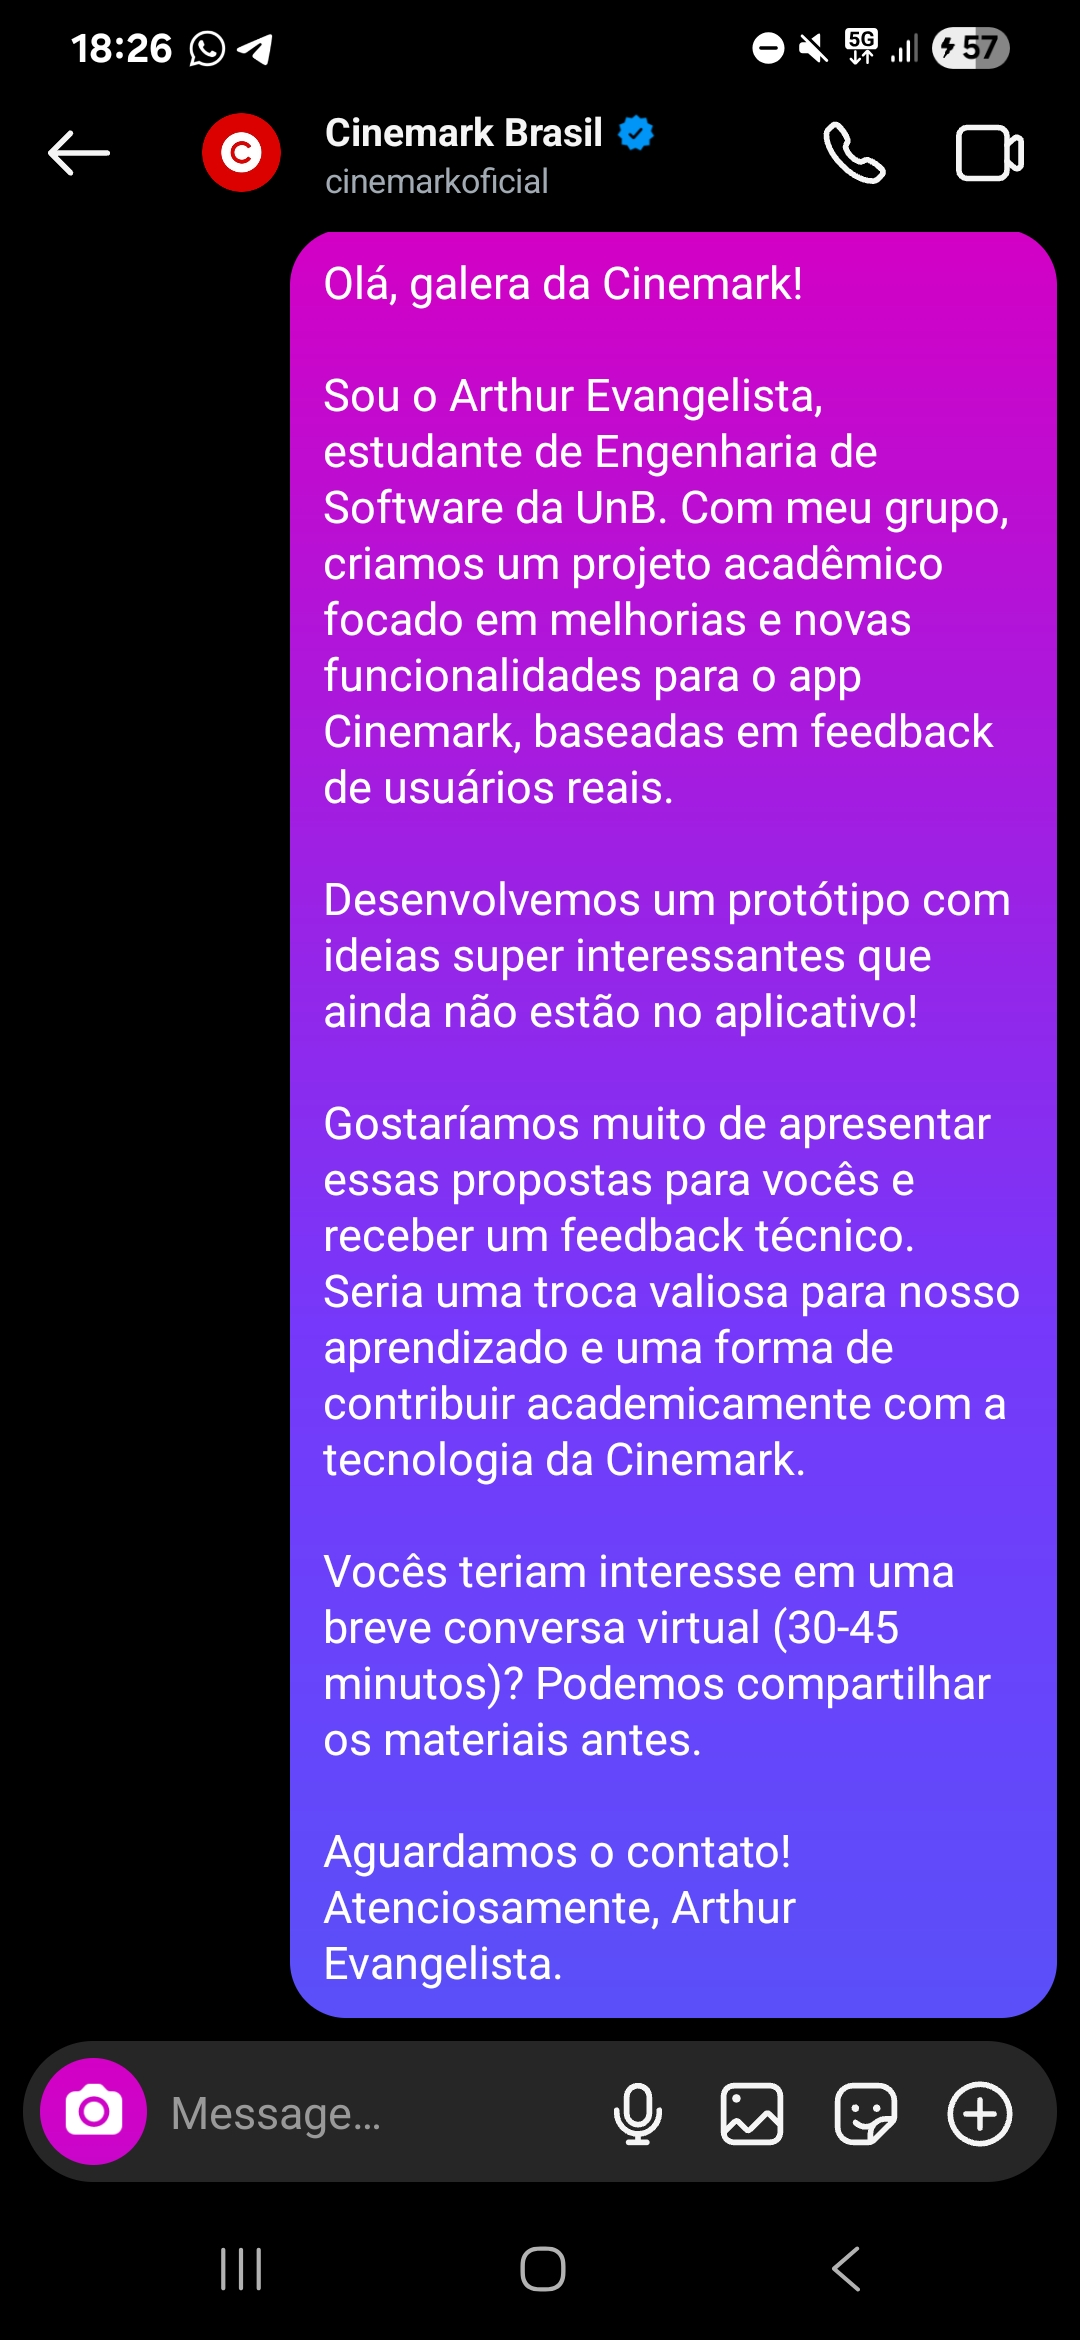 18:26
5G
57
Cinemark Brasil
cinemarkoficial
Olá, galera da Cinemark!
Sou o Arthur Evangelista,
estudante de Engenharia de
Software da UnB. Com meu grupo,
criamos um projeto acadêmico
focado em melhorias e novas
funcionalidades para o app
Cinemark, baseadas em feedback
de usuários reais.
Desenvolvemos um protótipo com
ideias super interessantes que
ainda não estão no aplicativo!
Gostaríamos muito de apresentar
essas propostas para vocês e
receber um feedback técnico.
Seria uma troca valiosa para nosso
aprendizado e uma forma de
contribuir academicamente com a
tecnologia da Cinemark.
Vocês teriam interesse em uma
breve conversa virtual (30-45
minutos)? Podemos compartilhar
os materiais antes.
Aguardamos o contato!
Atenciosamente, Arthur
Evangelista.
Message...